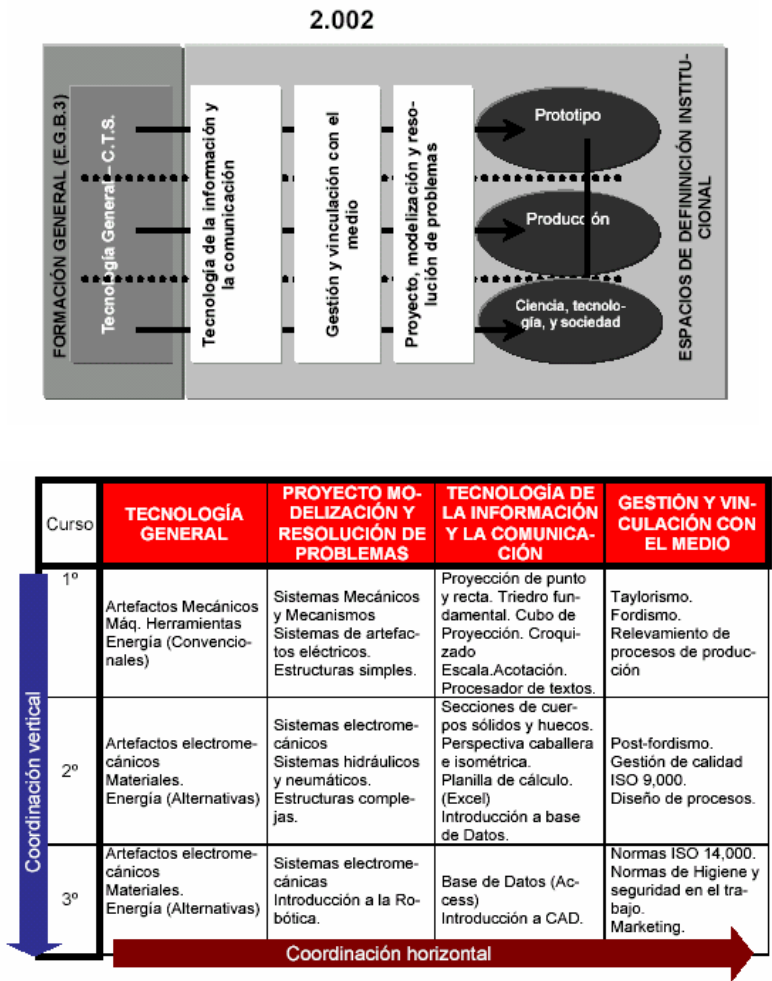 2.002
FORMACIÓN GENERAL (E.G.B.3)
Tecnología General – C.T.S.
Tecnología de la información y
la comunicación
Gestión y vinculación con el
medio
Proyecto, modelización y reso-
lución de problemas
Prototipo
Producción
Ciencia, tecnolo-
gía, y sociedad
ESPACIOS DE DEFININICIÓN INSTITU-
CIONAL
Curso
TECNOLOGÍA
GENERAL
PROYECTO MO-
DELIZACIÓN Y
RESOLUCIÓN DE
PROBLEMAS
TECNOLOGÍA DE
LA INFORMACIÓN
Y LA COMUNICA-
CIÓN
GESTIÓN Y VIN-
CULACIÓN CON
EL MEDIO
1º
Artefactos Mecánicos
Máq. Herramientas
Energía (Convencio-
nales)
Sistemas Mecánicos
y Mecanismos
Sistemas de artefac-
tos eléctricos.
Estructuras simples.
Proyección de punto
y recta. Triedro fun-
damental. Cubo de
Proyección. Croqui-
zado
Escala.Acotación.
Procesador de textos.
Taylorismo.
Fordismo.
Relevamiento de
procesos de produc-
ción
2º
Artefactos electrome-
cánicos
Materiales.
Energía (Alternativas)
Sistemas electrome-
cánicos
Sistemas hidráulicos
y neumáticos.
Estructuras comple-
jas.
Secciones de cuer-
pos sólidos y huecos.
Perspectiva caballera
e isométrica.
Planilla de cálculo.
(Excel)
Introducción a base
de Datos.
Post-fordismo.
Gestión de calidad
ISO 9,000.
Diseño de procesos.
3º
Artefactos electrome-
cánicos
Materiales.
Energía (Alternativas)
Sistemas electrome-
cánicas
Introducción a la Ro-
bótica.
Base de Datos (Ac-
cess)
Introducción a CAD.
Normas ISO 14,000.
Normas de Higiene y
seguridad en el tra-
bajo.
Marketing.
Coordinación vertical
Coordinación horizontal